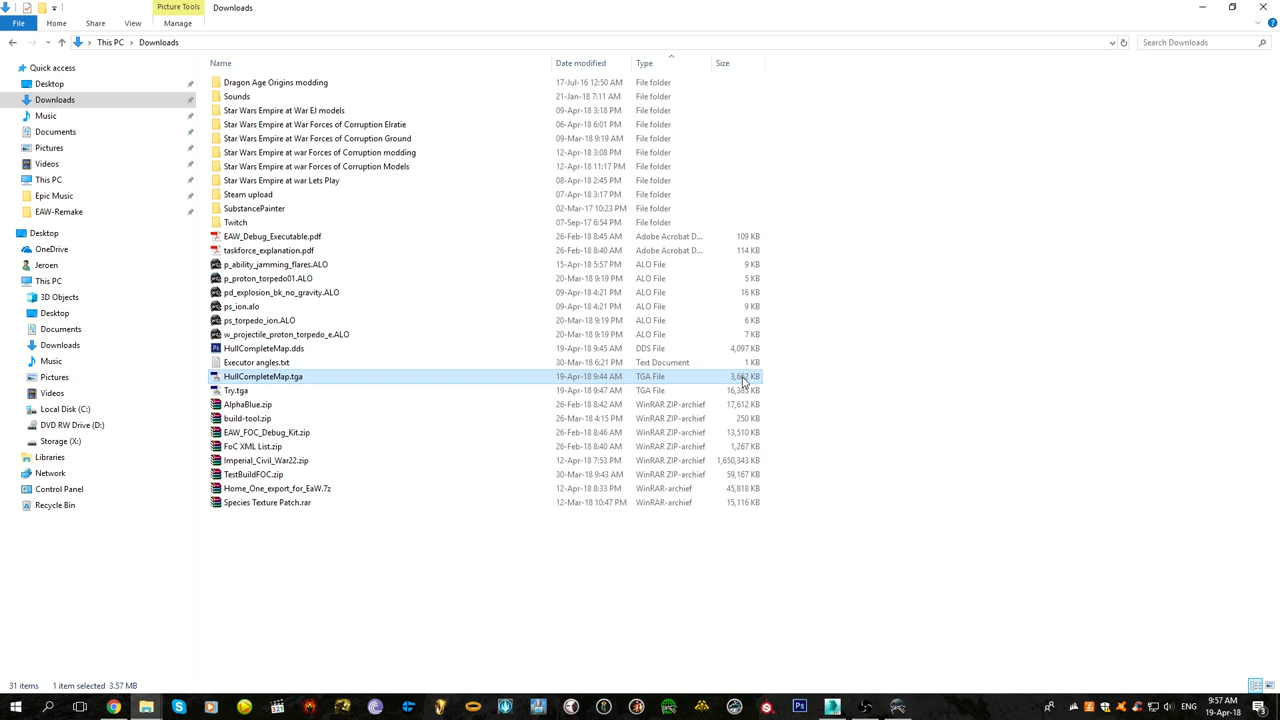 Picture Tools Downloads
File Home Share View Manage
This PC Downloads Search Downloads
Name Date modified Type Size
Quick access
Desktop
Downloads
Music
Documents
Pictures
Videos
This PC
Epic Music
EAW-Remake
Desktop
OneDrive
Jeroen
This PC
3D Objects
Desktop
Documents
Downloads
Music
Pictures
Videos
Local Disk (C:)
DVD RW Drive (D:)
Storage (X:)
Libraries
Network
Control Panel
Recycle Bin
Dragon Age Origins modding 17-Jul-16 12:50 AM File folder
Sounds 21-Jan-18 7:11 AM File folder
Star Wars Empire at War EJ models 09-Apr-18 3:18 PM File folder
Star Wars Empire at War Forces of Corruption Elratie 06-Apr-18 6:01 PM File folder
Star Wars Empire at War Forces of Corruption Ground 09-Mar-18 9:19 AM File folder
Star Wars Empire at war Forces of Corruption modding 12-Apr-18 3:08 PM File folder
Star Wars Empire at war Forces of Corruption Models 12-Apr-18 11:17 PM File folder
Star Wars Empire at war Lets Play 08-Apr-18 2:45 PM File folder
Steam upload 07-Apr-18 3:17 PM File folder
SubstancePainter 02-Mar-17 10:23 PM File folder
Twitch 07-Sep-17 6:54 PM File folder
EAW_Debug_Executable.pdf 26-Feb-18 8:45 AM Adobe Acrobat D... 109 KB
taskforce_explanation.pdf 26-Feb-18 8:40 AM Adobe Acrobat D... 114 KB
p_ability_jamming_flares.ALO 15-Apr-18 5:57 PM ALO File 9 KB
p_proton_torpedo01.ALO 20-Mar-18 9:19 PM ALO File 5 KB
pd_explosion_bk_no_gravity.ALO 09-Apr-18 4:21 PM ALO File 16 KB
ps_ion.alo 09-Apr-18 4:21 PM ALO File 9 KB
ps_torpedo_ion.ALO 20-Mar-18 9:19 PM ALO File 6 KB
w_projectile_proton_torpedo_e.ALO 20-Mar-18 9:19 PM ALO File 7 KB
HullCompleteMap.dds 19-Apr-18 9:45 AM DDS File 4,097 KB
Executor angles.txt 30-Mar-18 6:21 PM Text Document 1 KB
HullCompleteMap.tga 19-Apr-18 9:44 AM TGA File KB
Try.tga 19-Apr-18 9:47 AM TGA File KB
AlphaBlue.zip 26-Feb-18 8:42 AM WinRAR ZIP-archief 17,612 KB
build-tool.zip 26-Mar-18 4:15 PM WinRAR ZIP-archief 250 KB
EAW_FOC_Debug_Kit.zip 26-Feb-18 8:46 AM WinRAR ZIP-archief 13,510 KB
FoC XML List.zip 26-Feb-18 8:40 AM WinRAR ZIP-archief 1,267 KB
Imperial_Civil_War22.zip 12-Apr-18 7:53 PM WinRAR ZIP-archief 1,650,343 KB
TestBuildFOC.zip 30-Mar-18 9:43 AM WinRAR ZIP-archief 59,167 KB
Home_One_export_for_EaW.7z 12-Apr-18 8:33 PM WinRAR-archief 45,818 KB
Species Texture Patch.rar 12-Mar-18 10:47 PM WinRAR-archief 15,116 KB
31 items 1 item selected 3.57 MB
9:57 AM
19-Apr-18